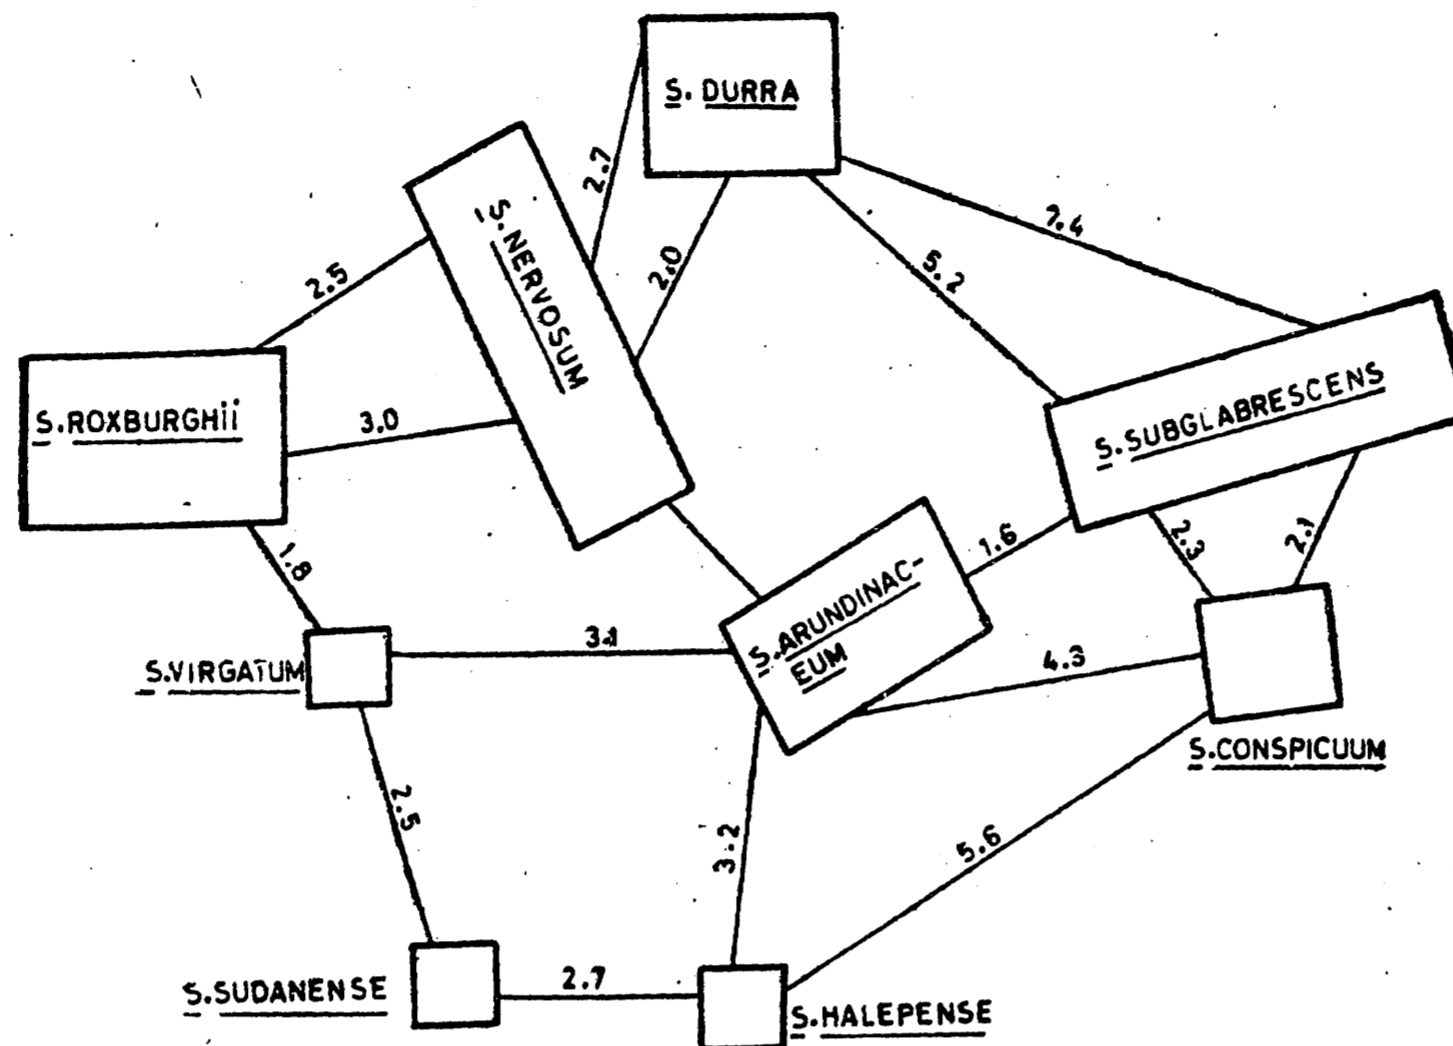 S. DURRA
2.7
S.NERVOSUM
2.0
7.4
5.2
2.5
S.ROXBURGHii
3.0
S.SUBGLABRESCENS
1.8
1.6
2.3
2.1
S.ARUNDINAC-
EUM
3.1
S.VIRGATUM
4.3
S.CONSPICUUM
2.5
3.2
5.6
S.SUDANENSE
2.7
S.HALEPENSE